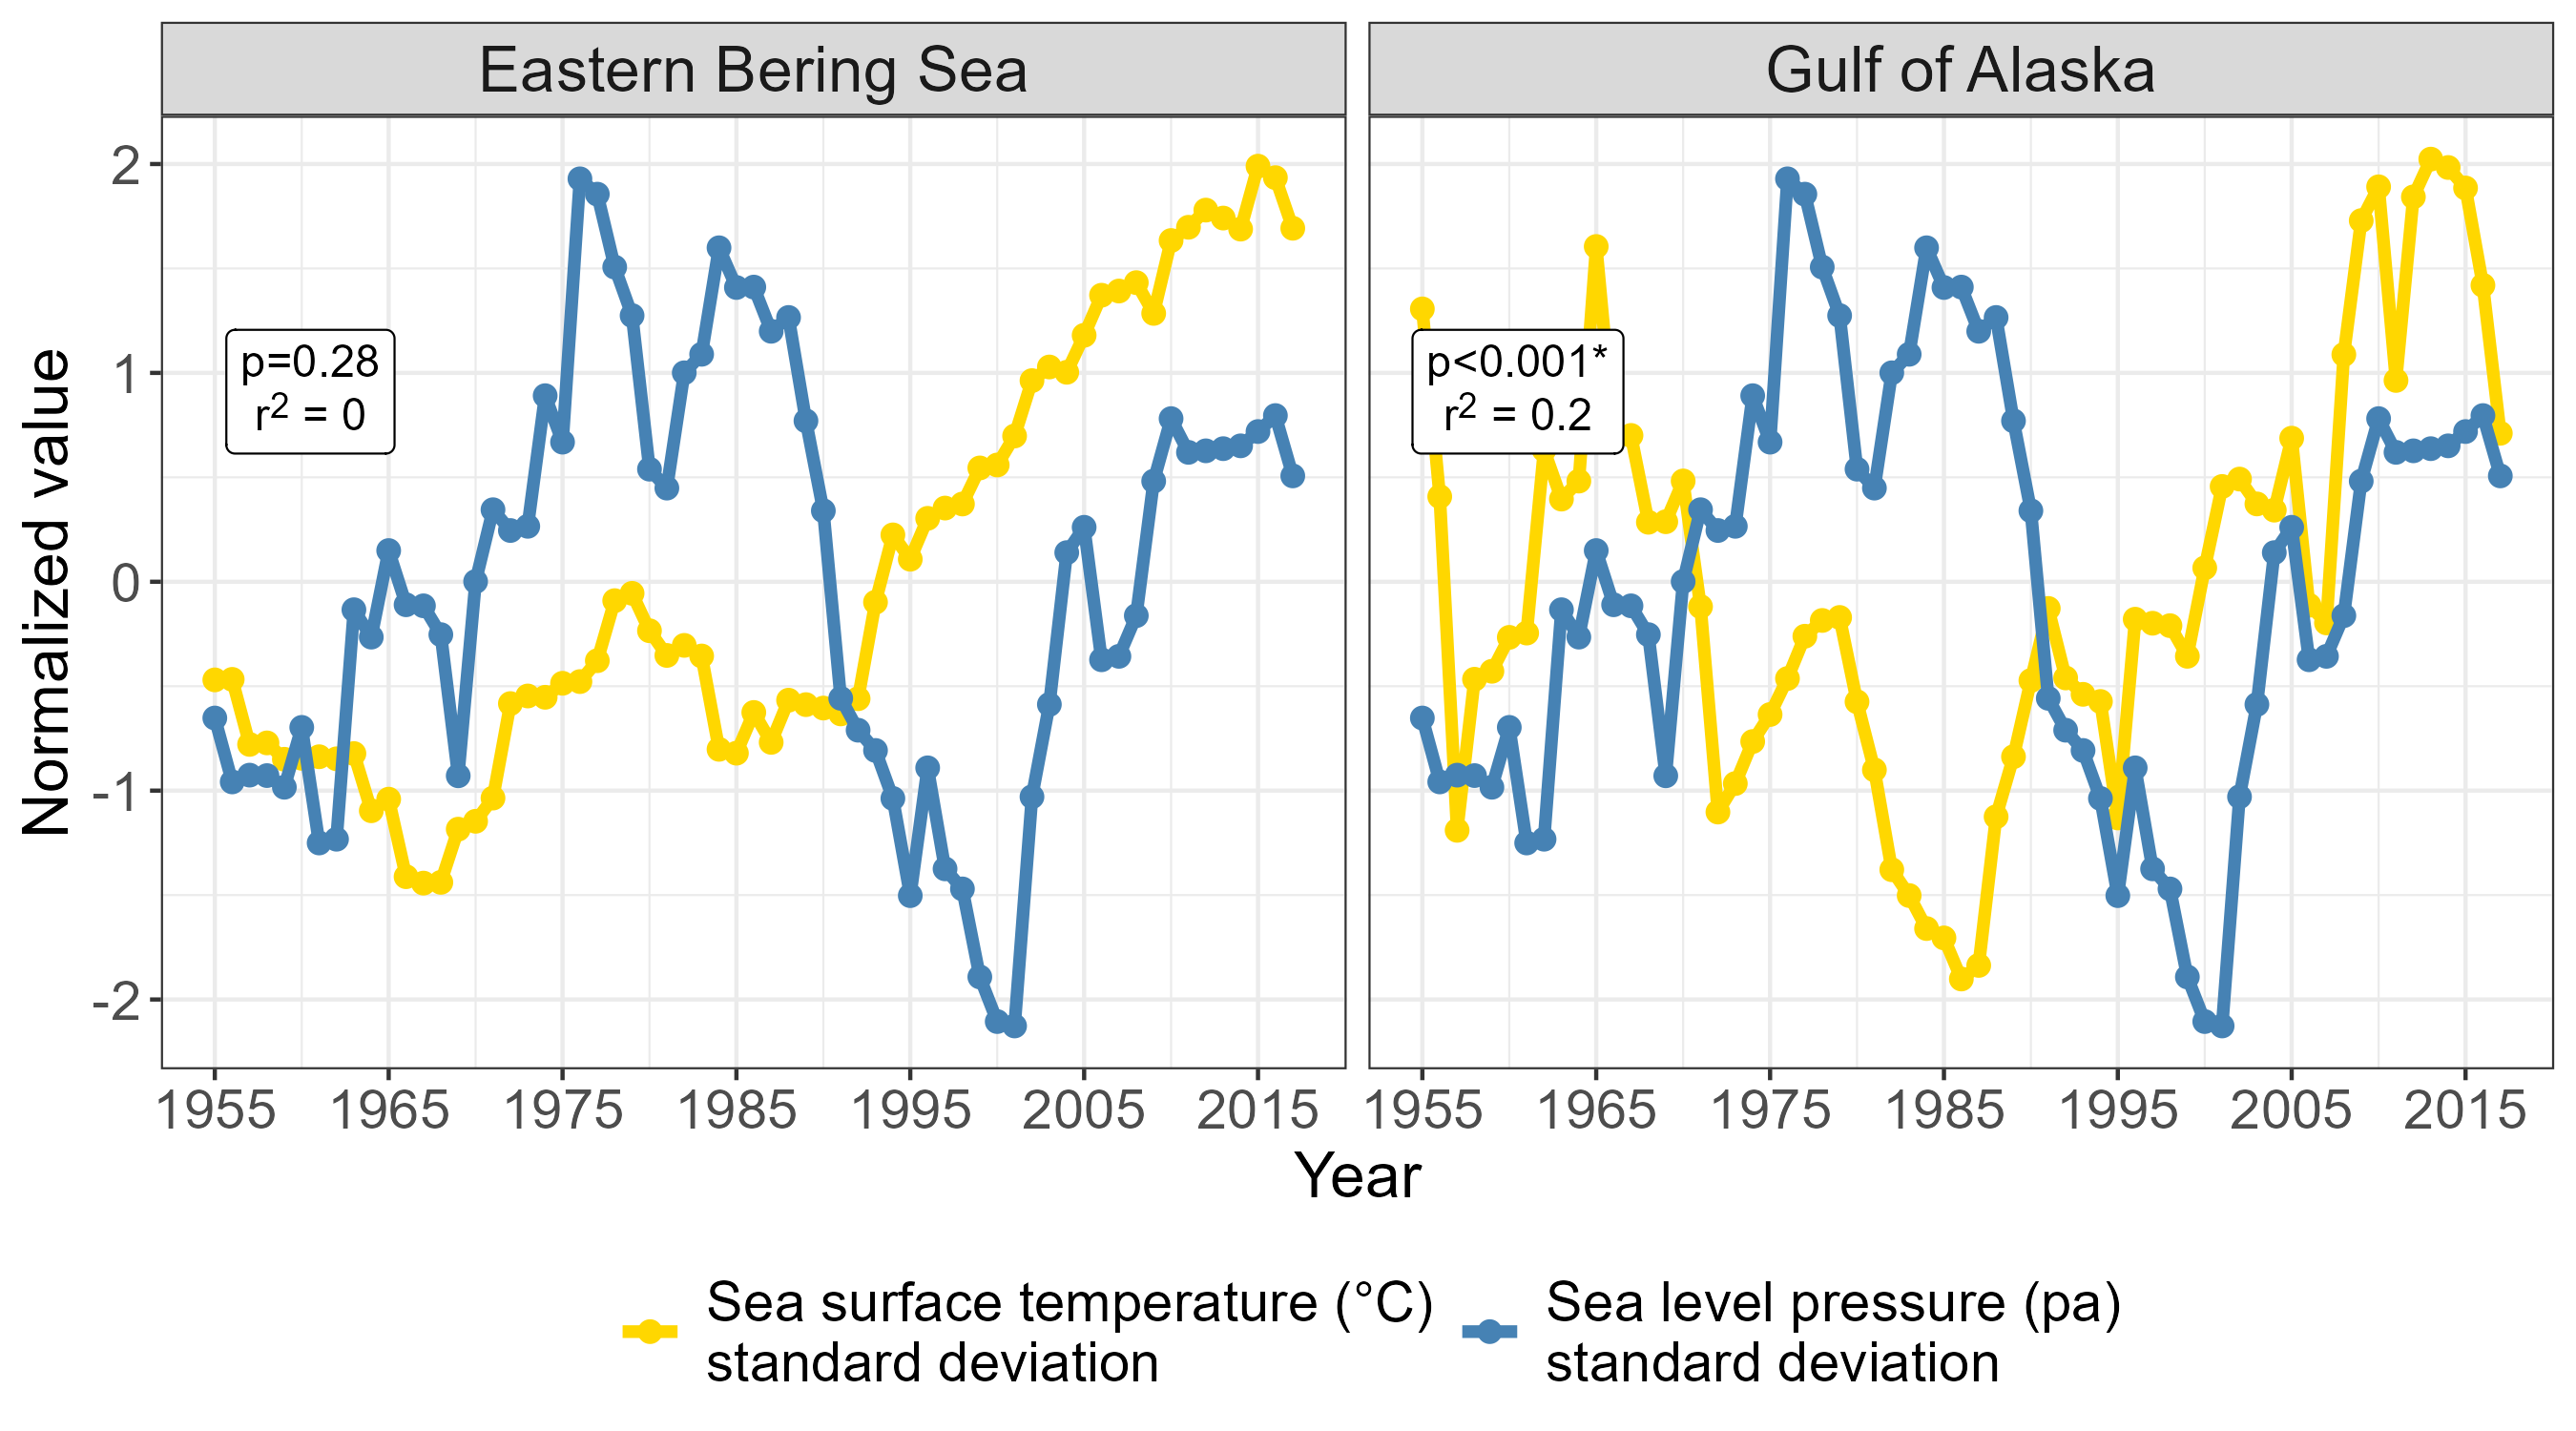 Eastern Bering Sea
Gulf of Alaska
Normalized value
2
1
0
-1
-2
p=0.28
r² = 0
p<0.001*
r² = 0.2
1955 1965 1975 1985 1995 2005 2015
1955 1965 1975 1985 1995 2005 2015
Year
Sea surface temperature (°C)
standard deviation
Sea level pressure (pa)
standard deviation